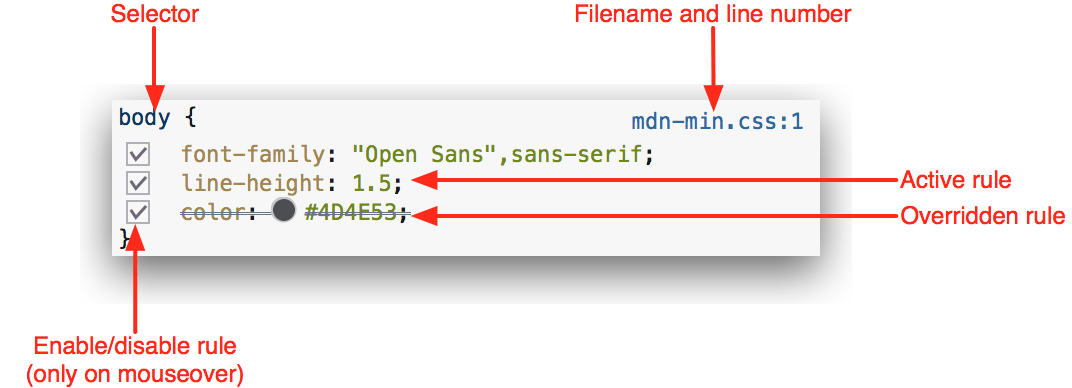 Selector
Filename and line number
body {
mdn-min.css:1
font-family: "Open Sans",sans-serif;
line-height: 1.5;
Active rule
color: #4D4E53;
Overridden rule
}
Enable/disable rule
(only on mouseover)